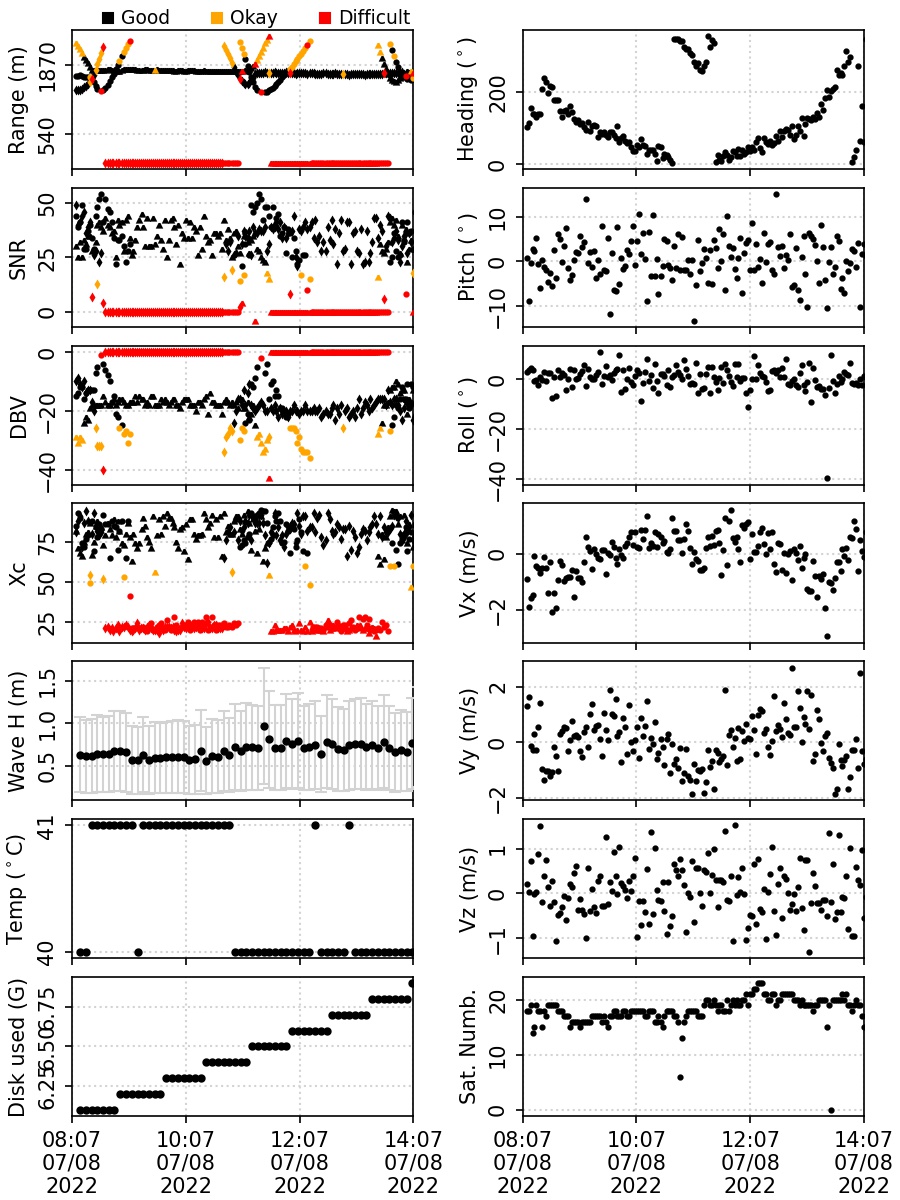 Good Okay Difficult
Range (m)
1870
540
Heading (°)
200
0
SNR
50
25
0
Pitch (°)
10
0
−10
DBV
0
−20
−40
Roll (°)
0
−20
−40
Xc
75
50
25
Vx (m/s)
0
−2
Wave H (m)
1.5
1.0
0.5
Vy (m/s)
2
0
−2
Temp (°C)
41
40
Vz (m/s)
1
0
−1
Disk used (G)
6.75
6.50
6.25
Sat. Numb.
20
10
0
08:07 10:07 12:07 14:07 08:07 10:07 12:07 14:07
07/08 07/08 07/08 07/08 07/08 07/08 07/08 07/08
2022 2022 2022 2022 2022 2022 2022 2022